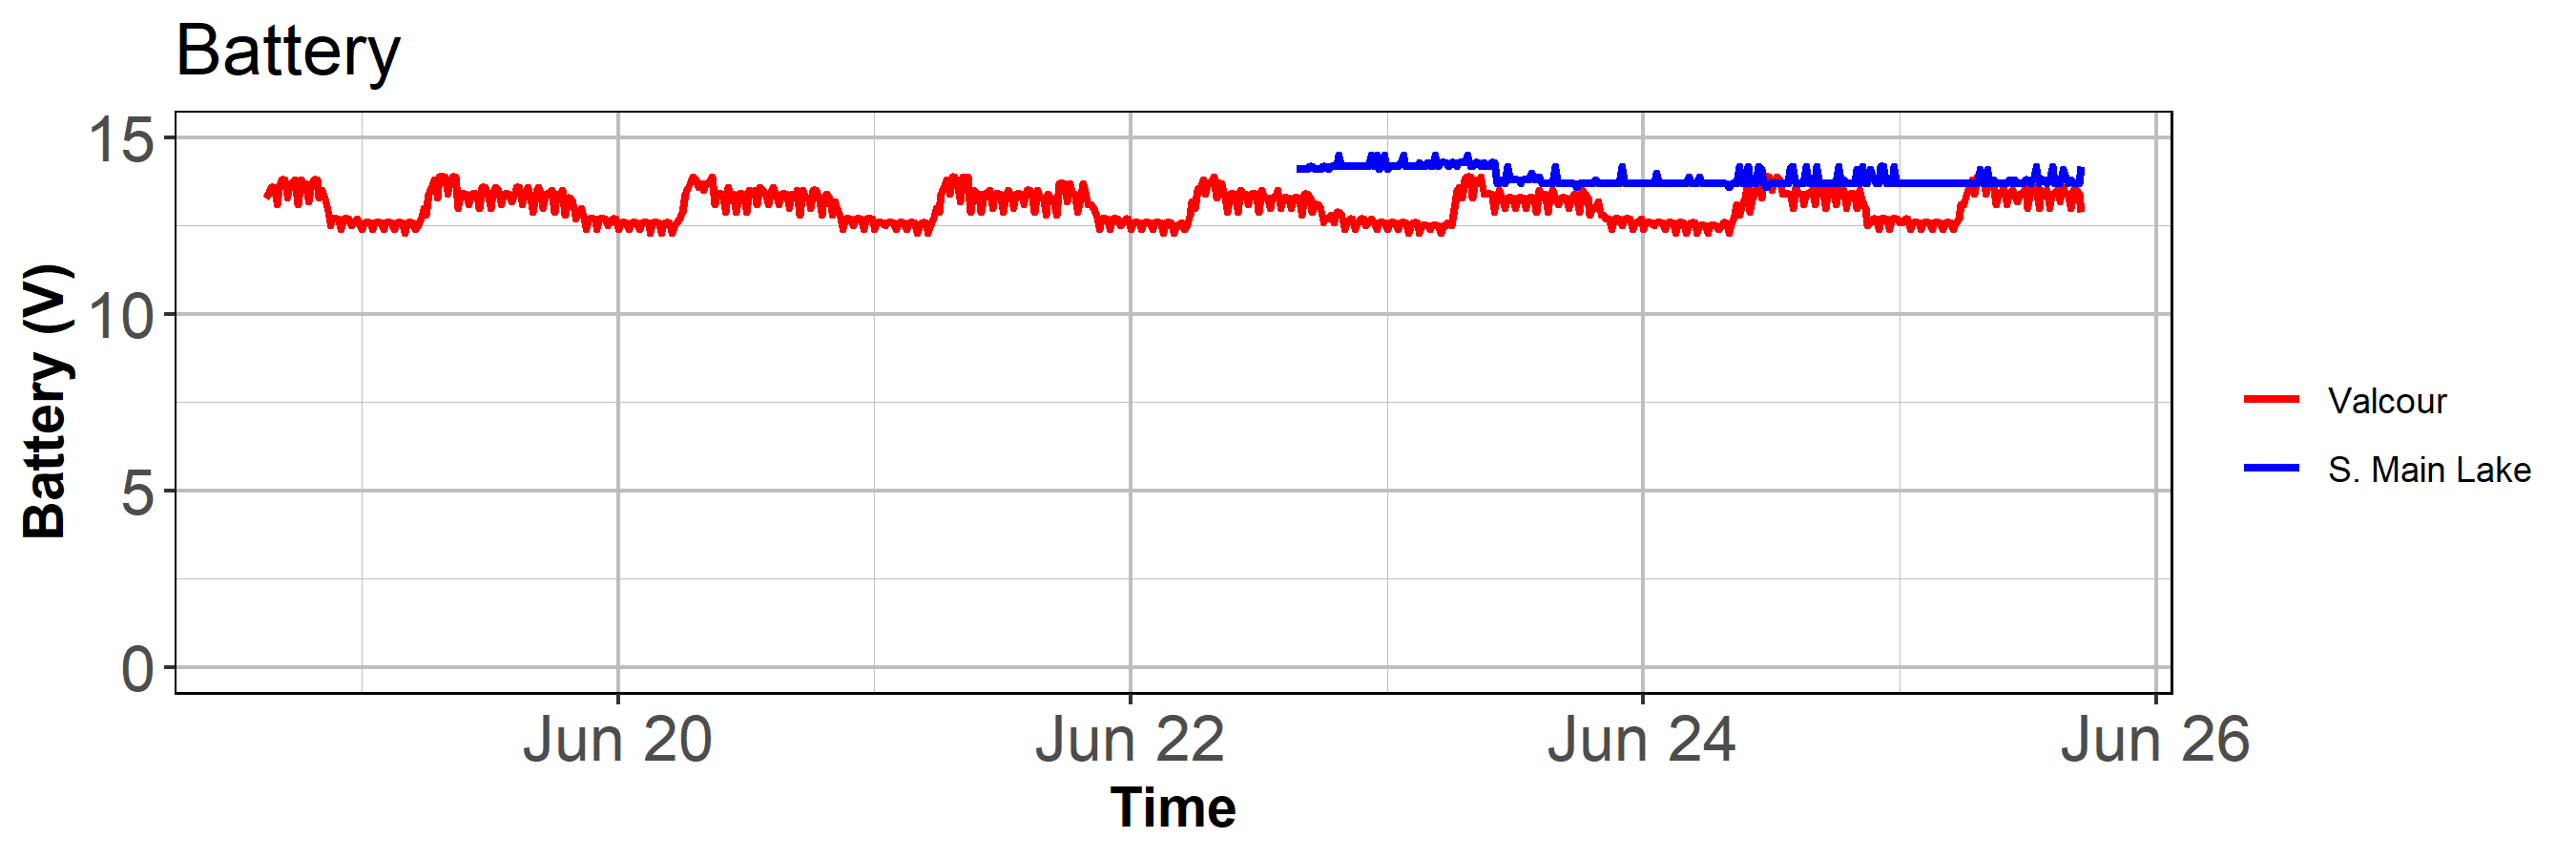 Battery
Battery (V)
15
10
5
0
Jun 20
Jun 22
Jun 24
Jun 26
Time
Valcour
S. Main Lake